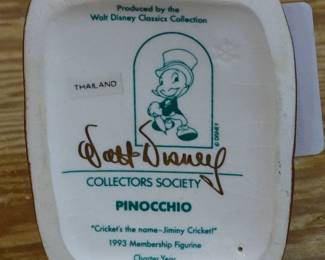 Produced by the
Walt Disney Classics Collection
THAILAND
© DISNEY
Walt Disney
COLLECTORS SOCIETY
PINOCCHIO
"Cricket's the name–Jiminy Cricket!"
1993 Membership Figurine
Charter Year